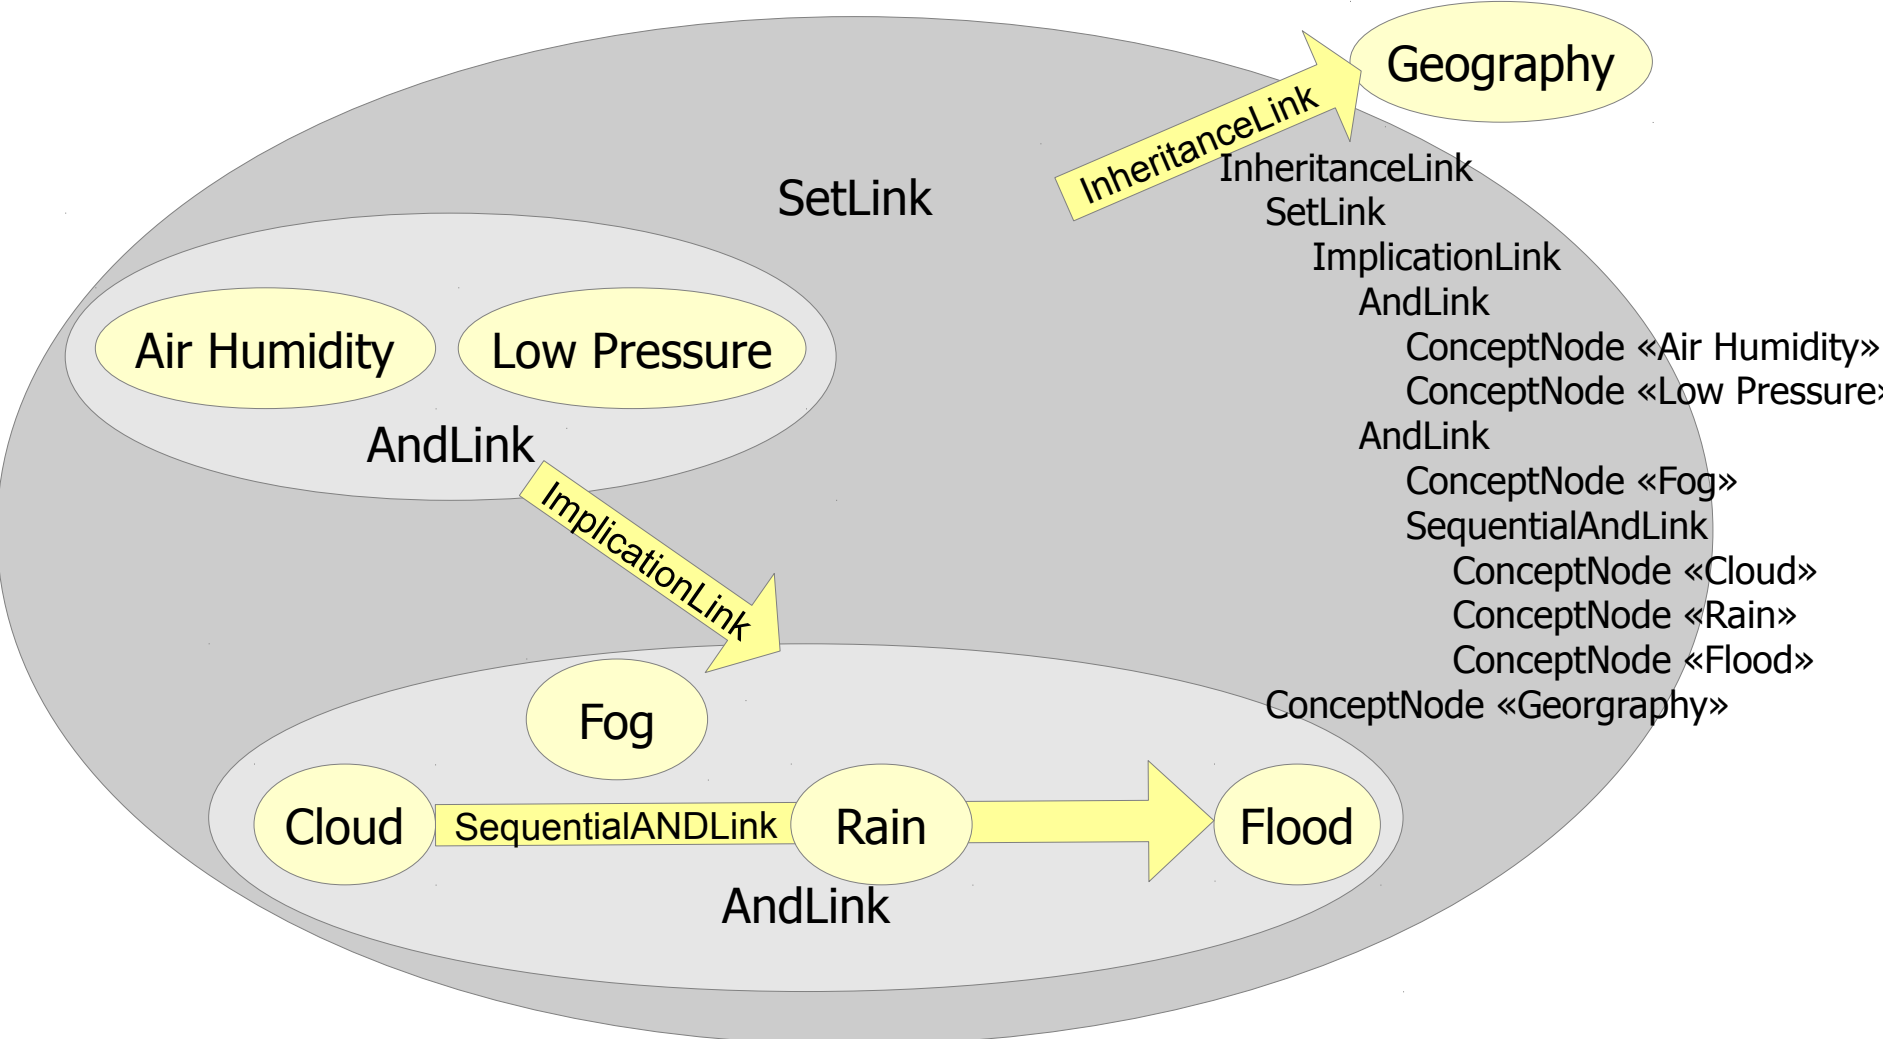 Geography
InheritanceLink
SetLink
Air Humidity
Low Pressure
AndLink
ImplicationLink
Fog
Cloud
SequentialANDLink
Rain
Flood
AndLink
InheritanceLink
SetLink
ImplicationLink
AndLink
ConceptNode «Air Humidity»
ConceptNode «Low Pressure»
AndLink
ConceptNode «Fog»
SequentialAndLink
ConceptNode «Cloud»
ConceptNode «Rain»
ConceptNode «Flood»
ConceptNode «Georgraphy»